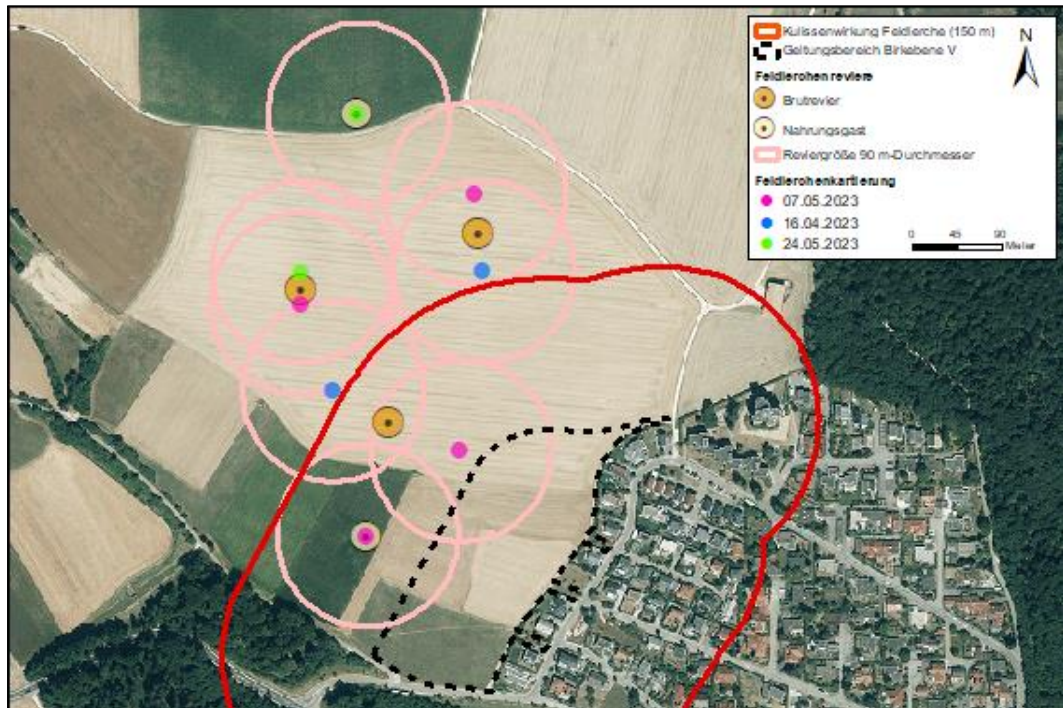 Kulissenwirkung Feldlerche (150 m)
Geltungsbereich Birkebene V
N
Feldlerchenreviere
Brutrevier
Nahrungsgast
Reviergröße 90 m-Durchmesser
Feldlerchenkartierung
07.05.2023
16.04.2023
24.05.2023
0 45 90
Meter